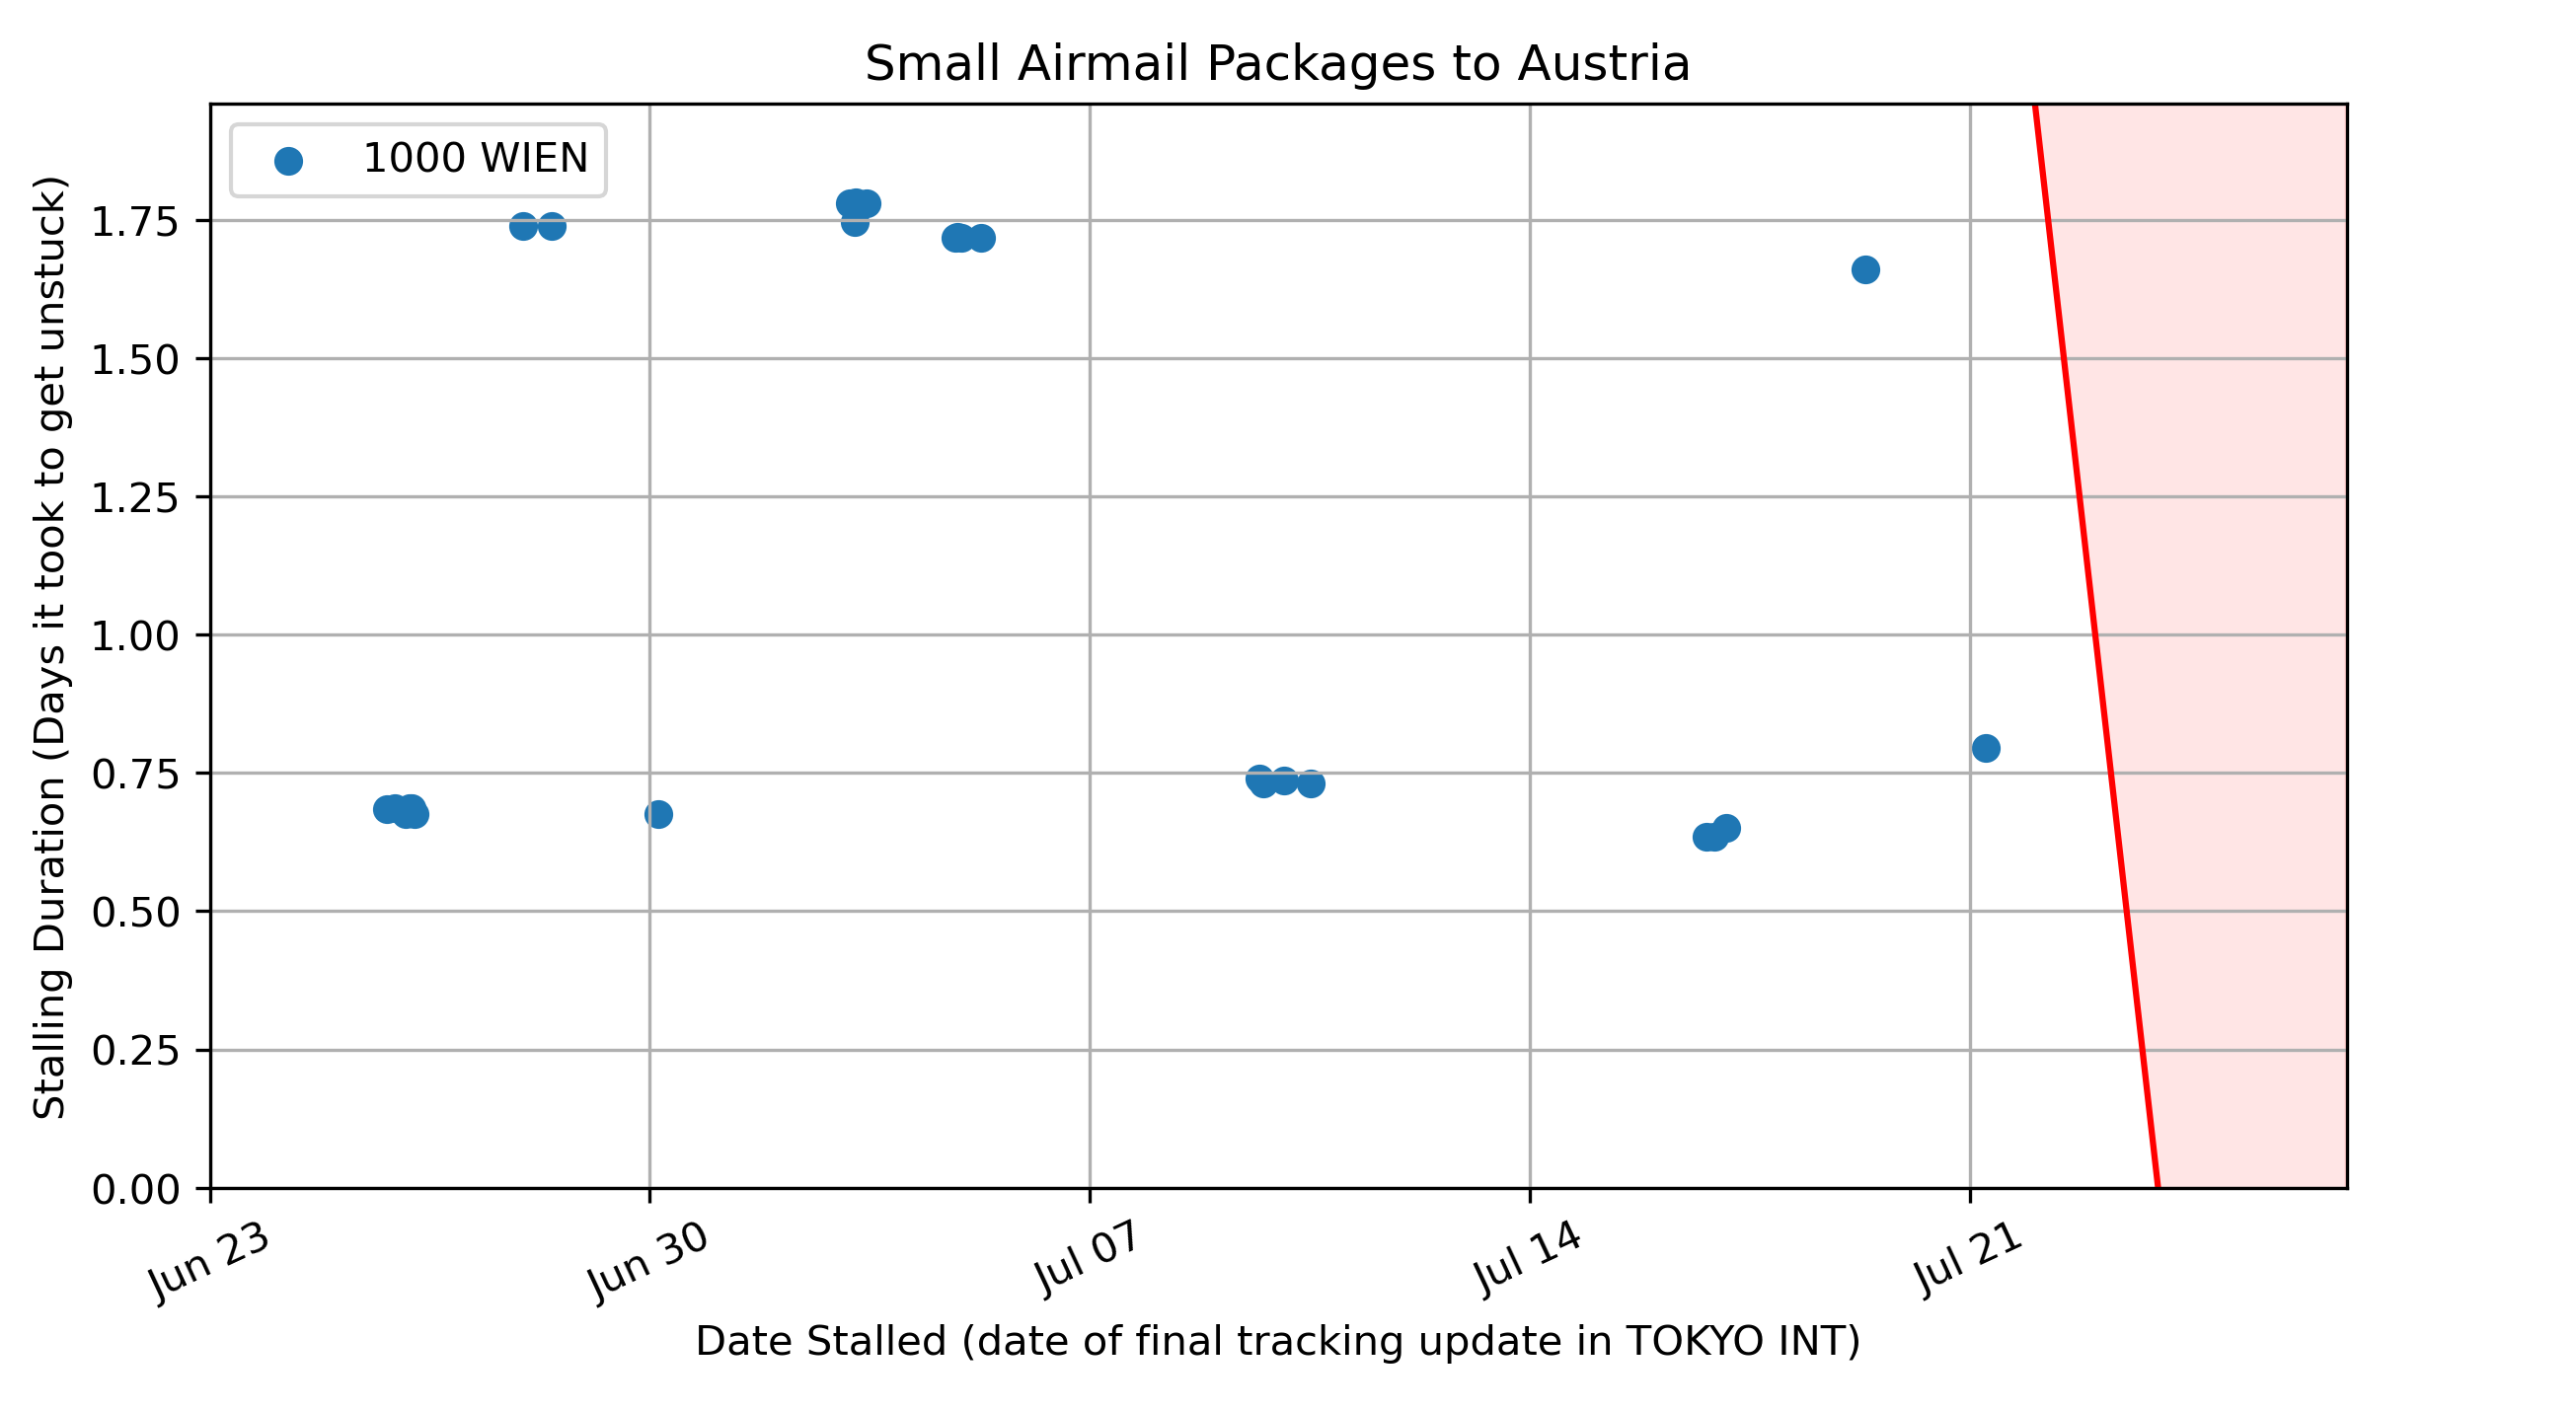 Small Airmail Packages to Austria
1000 WIEN
Stalling Duration (Days it took to get unstuck)
1.75
1.50
1.25
1.00
0.75
0.50
0.25
0.00
Jun 23
Jun 30
Jul 07
Jul 14
Jul 21
Date Stalled (date of final tracking update in TOKYO INT)